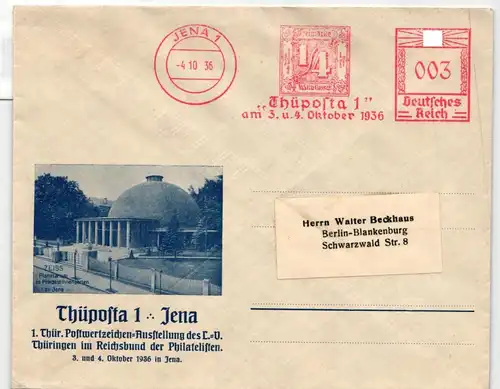 JENA 1
-4 10 36
1/4
„Thüposta 1"
am 3. u. 4. Oktober 1936
003
Deutsches
Reich
Herrn Walter Beckhaus
Berlin-Blankenburg
Schwarzwald Str. 8
ZEISS
Planetarium
Thüposta 1 ∴ Jena
1. Thür. Postwertzeichen-Ausstellung des L.-V.
Thüringen im Reichsbund der Philatelisten.
3. und 4. Oktober 1936 in Jena.